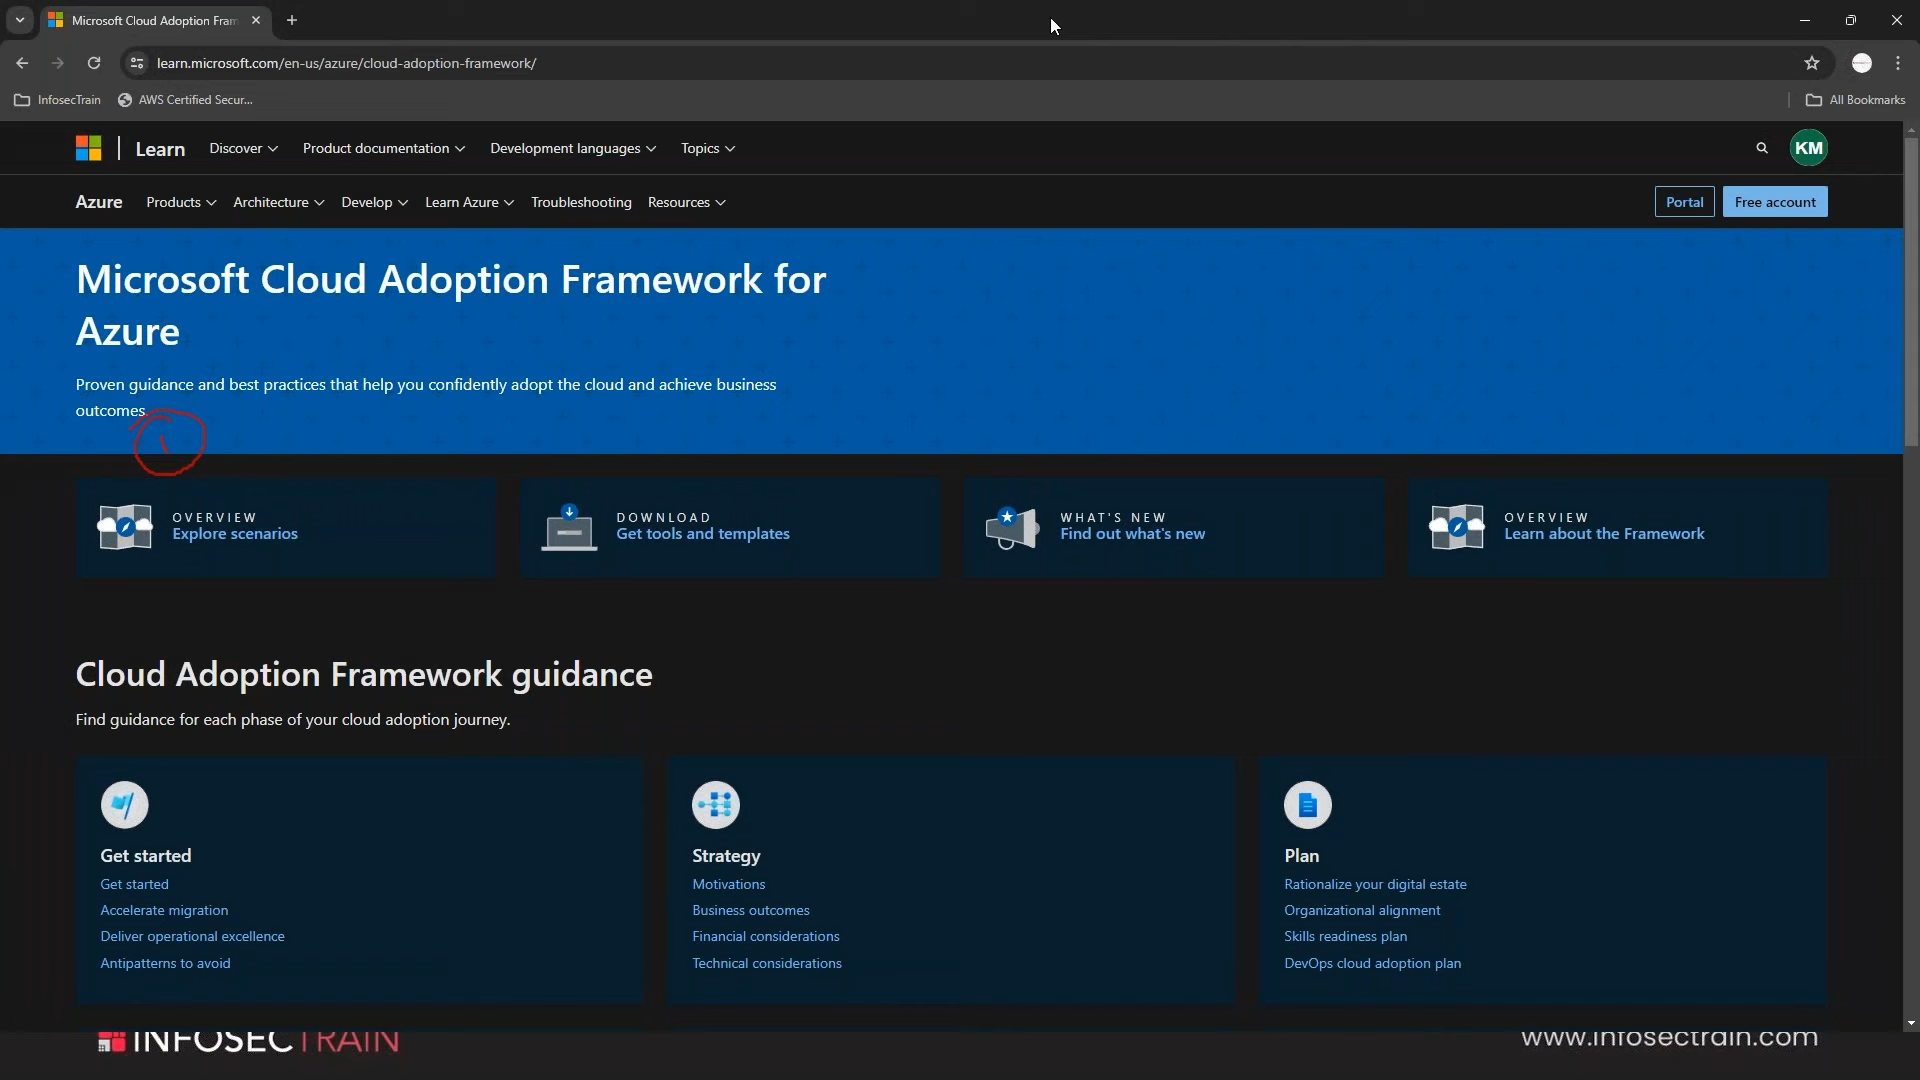 Microsoft Cloud Adoption Fram
learn.microsoft.com/en-us/azure/cloud-adoption-framework/
InfosecTrain
AWS Certified Secur...
All Bookmarks
Learn
Discover
Product documentation
Development languages
Topics
KM
Azure
Products
Architecture
Develop
Learn Azure
Troubleshooting
Resources
Portal
Free account
Microsoft Cloud Adoption Framework for
Azure
Proven guidance and best practices that help you confidently adopt the cloud and achieve business
outcomes.
OVERVIEW
Explore scenarios
DOWNLOAD
Get tools and templates
WHAT'S NEW
Find out what's new
OVERVIEW
Learn about the Framework
Cloud Adoption Framework guidance
Find guidance for each phase of your cloud adoption journey.
Get started
Get started
Accelerate migration
Deliver operational excellence
Antipatterns to avoid
Strategy
Motivations
Business outcomes
Financial considerations
Technical considerations
Plan
Rationalize your digital estate
Organizational alignment
Skills readiness plan
DevOps cloud adoption plan
INFOSECTRAIN
www.infosectrain.com